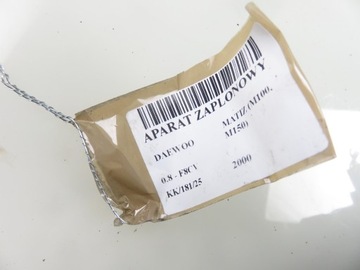 APARAT ZAPLONOWY
DAEWOO MATIZ (M100, M150)
0.8 - F8CV 2000
KK/181/25